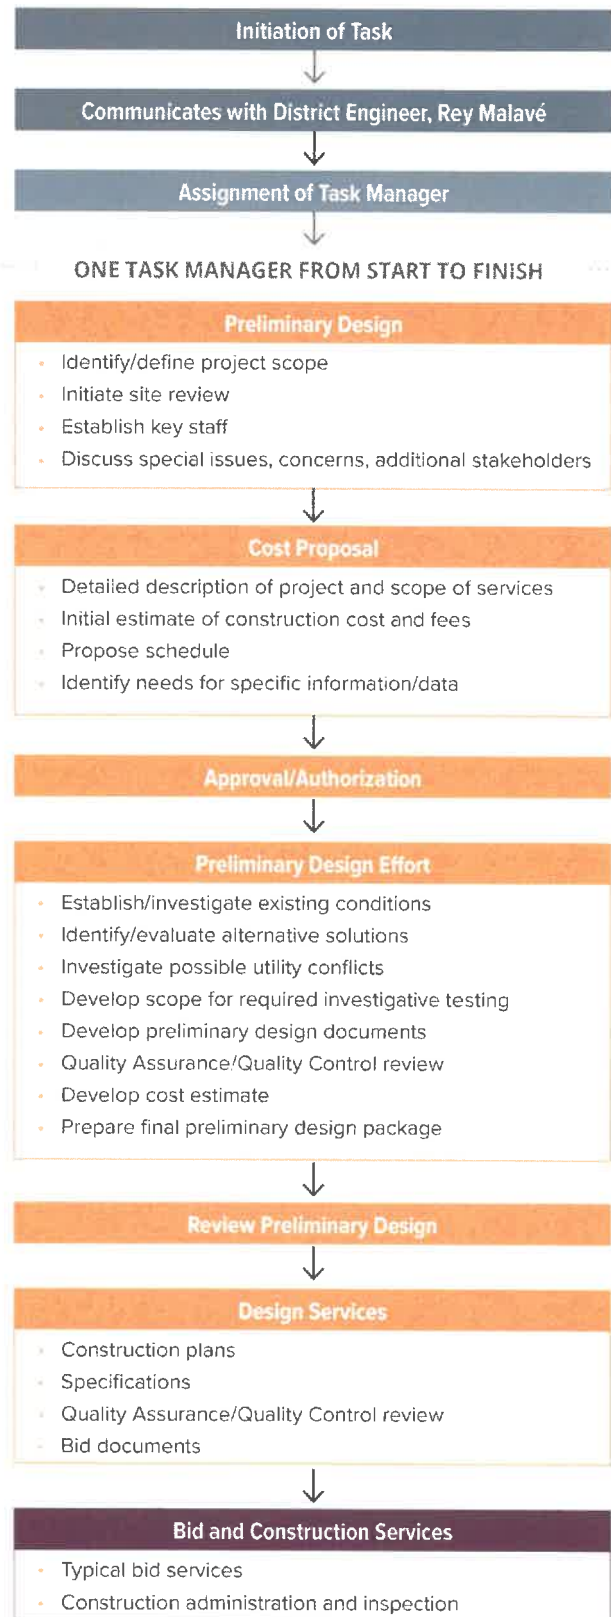 Initiation of Task
Communicates with District Engineer, Rey Malavé
Assignment of Task Manager
ONE TASK MANAGER FROM START TO FINISH
Preliminary Design
Identify/define project scope
Initiate site review
Establish key staff
Discuss special issues, concerns, additional stakeholders
Cost Proposal
Detailed description of project and scope of services
Initial estimate of construction cost and fees
Propose schedule
Identify needs for specific information/data
Approval/Authorization
Preliminary Design Effort
Establish/investigate existing conditions
Identify/evaluate alternative solutions
Investigate possible utility conflicts
Develop scope for required investigative testing
Develop preliminary design documents
Quality Assurance/Quality Control review
Develop cost estimate
Prepare final preliminary design package
Review Preliminary Design
Design Services
Construction plans
Specifications
Quality Assurance/Quality Control review
Bid documents
Bid and Construction Services
Typical bid services
Construction administration and inspection